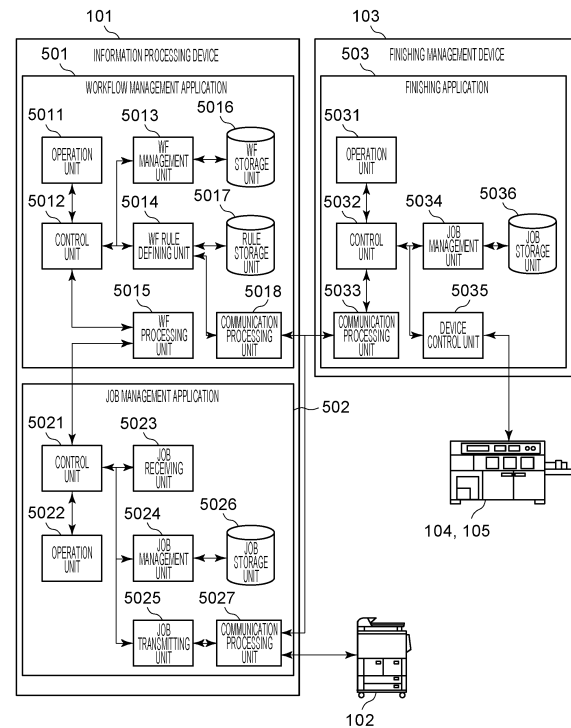 101
INFORMATION PROCESSING DEVICE
501
WORKFLOW MANAGEMENT APPLICATION
5011
OPERATION
UNIT
5013
WF
MANAGEMENT
UNIT
5016
WF
STORAGE
UNIT
5012
CONTROL
UNIT
5014
WF RULE
DEFINING UNIT
5017
RULE
STORAGE
UNIT
5015
WF
PROCESSING
UNIT
5018
COMMUNICATION
PROCESSING
UNIT
JOB MANAGEMENT APPLICATION
502
5021
CONTROL
UNIT
5023
JOB
RECEIVING
UNIT
5022
OPERATION
UNIT
5024
JOB
MANAGEMENT
UNIT
5026
JOB
STORAGE
UNIT
5025
JOB
TRANSMITTING
UNIT
5027
COMMUNICATION
PROCESSING
UNIT
103
FINISHING MANAGEMENT DEVICE
503
FINISHING APPLICATION
5031
OPERATION
UNIT
5032
CONTROL
UNIT
5034
JOB
MANAGEMENT
UNIT
5036
JOB
STORAGE
UNIT
5033
COMMUNICATION
PROCESSING
UNIT
5035
DEVICE
CONTROL UNIT
104, 105
102